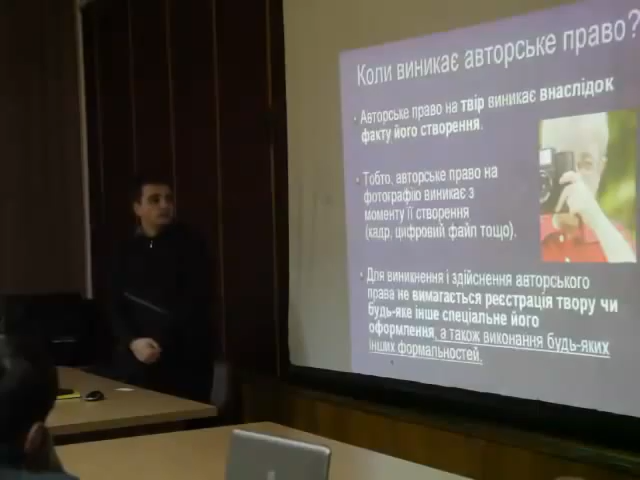 Коли виникає авторське право?
Авторське право на твір виникає внаслідок
факту його створення.
Тобто, авторське право на
фотографію виникає з
моменту її створення
(кадр, цифровий файл тощо).
Для виникнення і здійснення авторського
права не вимагається реєстрація твору чи
будь-яке інше спеціальне його
оформлення, а також виконання будь-яких
інших формальностей.